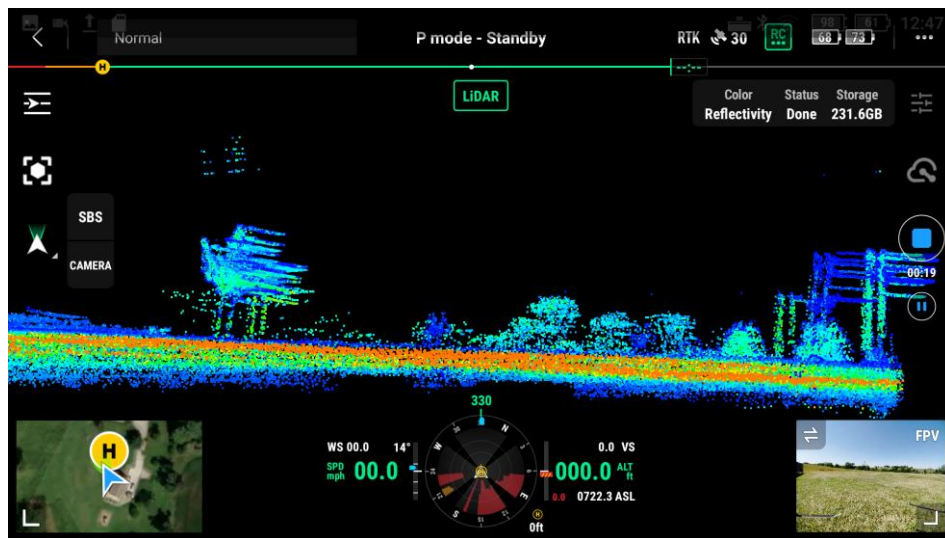 98 61 12:47
Normal P mode - Standby RTK 30 RC 68 73
H
LiDAR
Color Status Storage
Reflectivity Done 231.6GB
SBS
CAMERA
00:19
330
N
W
E
S
WS 00.0 14°
SPD
mph 00.0
0.0 VS
000.0 ALT
ft
0.0 0722.3 ASL
H
0ft
H
FPV